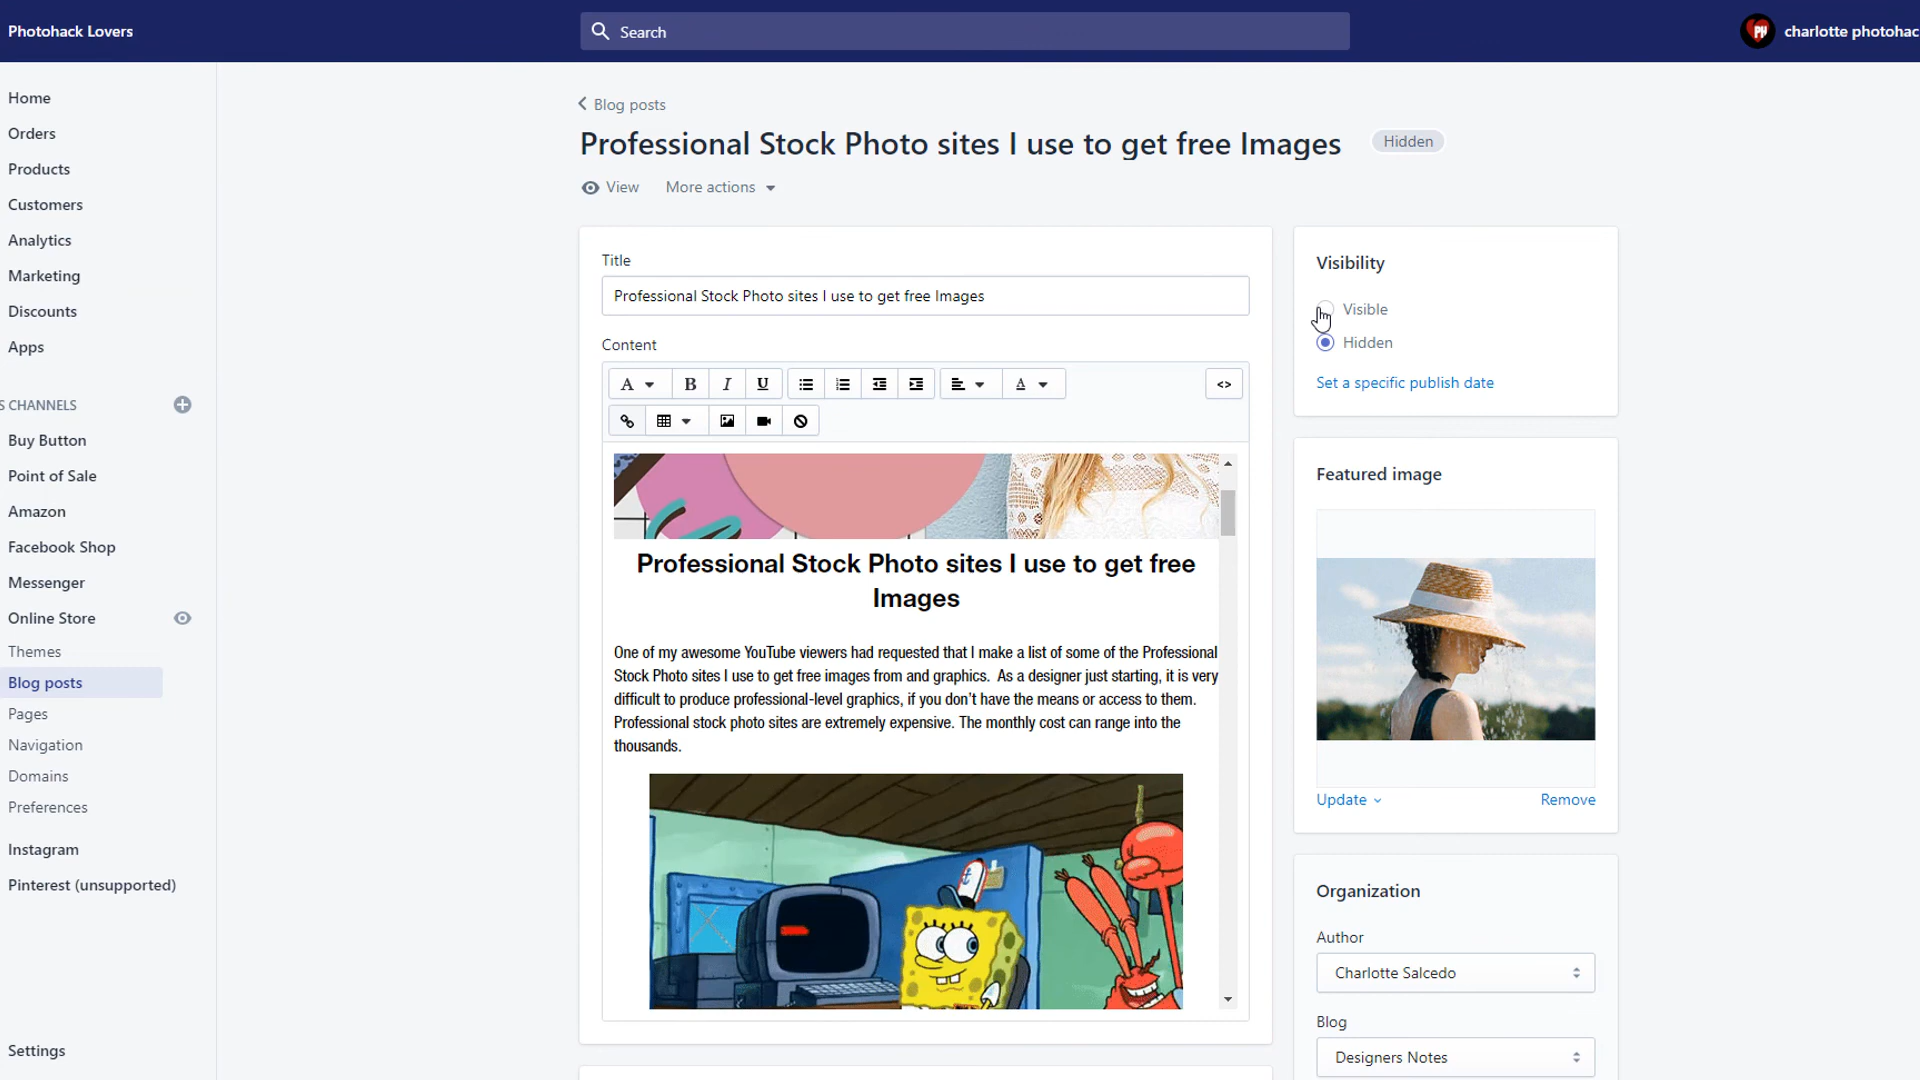 Photohack Lovers
Search
charlotte photohac
Home
Orders
Products
Customers
Analytics
Marketing
Discounts
Apps
S CHANNELS
Buy Button
Point of Sale
Amazon
Facebook Shop
Messenger
Online Store
Themes
Blog posts
Pages
Navigation
Domains
Preferences
Instagram
Pinterest (unsupported)
Settings
Blog posts
Professional Stock Photo sites I use to get free Images
Hidden
View
More actions
Title
Professional Stock Photo sites I use to get free Images
Content
A
B
I
U
A
<>
Professional Stock Photo sites I use to get free
Images
One of my awesome YouTube viewers had requested that I make a list of some of the Professional
Stock Photo sites I use to get free images from and graphics.  As a designer just starting, it is very
difficult to produce professional-level graphics, if you don't have the means or access to them.
Professional stock photo sites are extremely expensive. The monthly cost can range into the
thousands.
Visibility
Visible
Hidden
Set a specific publish date
Featured image
Update
Remove
Organization
Author
Charlotte Salcedo
Blog
Designers Notes